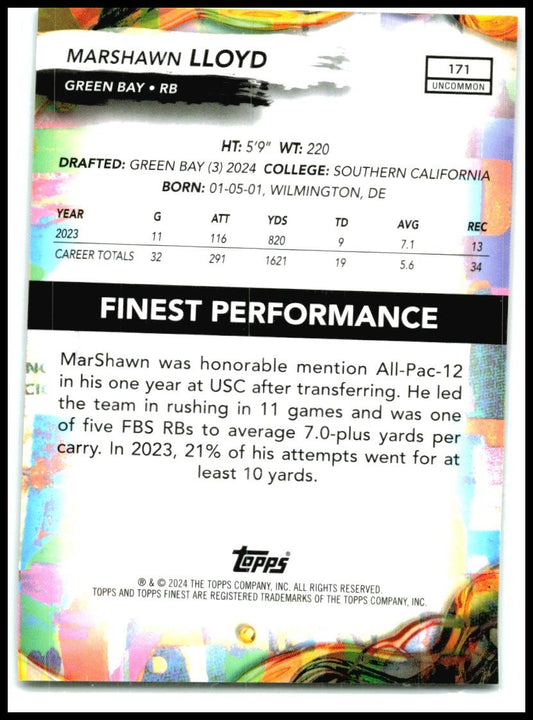 MARSHAWN LLOYD
GREEN BAY • RB
171
UNCOMMON
HT: 5'9" WT: 220
DRAFTED: GREEN BAY (3) 2024 COLLEGE: SOUTHERN CALIFORNIA
BORN: 01-05-01, WILMINGTON, DE
YEAR G ATT YDS TD AVG REC
2023 11 116 820 9 7.1 13
CAREER TOTALS 32 291 1621 19 5.6 34
FINEST PERFORMANCE
MarShawn was honorable mention All-Pac-12
in his one year at USC after transferring. He led
the team in rushing in 11 games and was one
of five FBS RBs to average 7.0-plus yards per
carry. In 2023, 21% of his attempts went for at
least 10 yards.
topps®
® & © 2024 THE TOPPS COMPANY, INC. ALL RIGHTS RESERVED.
TOPPS AND TOPPS FINEST ARE REGISTERED TRADEMARKS OF THE TOPPS COMPANY, INC.